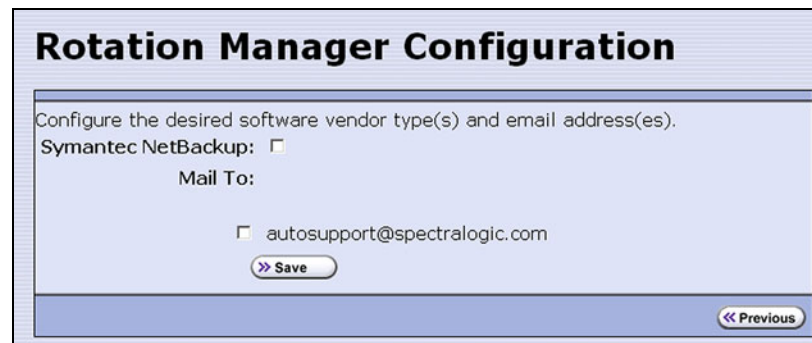 Rotation Manager Configuration
Configure the desired software vendor type(s) and email address(es).
Symantec NetBackup:
Mail To:
autosupport@spectralogic.com
Save
Previous